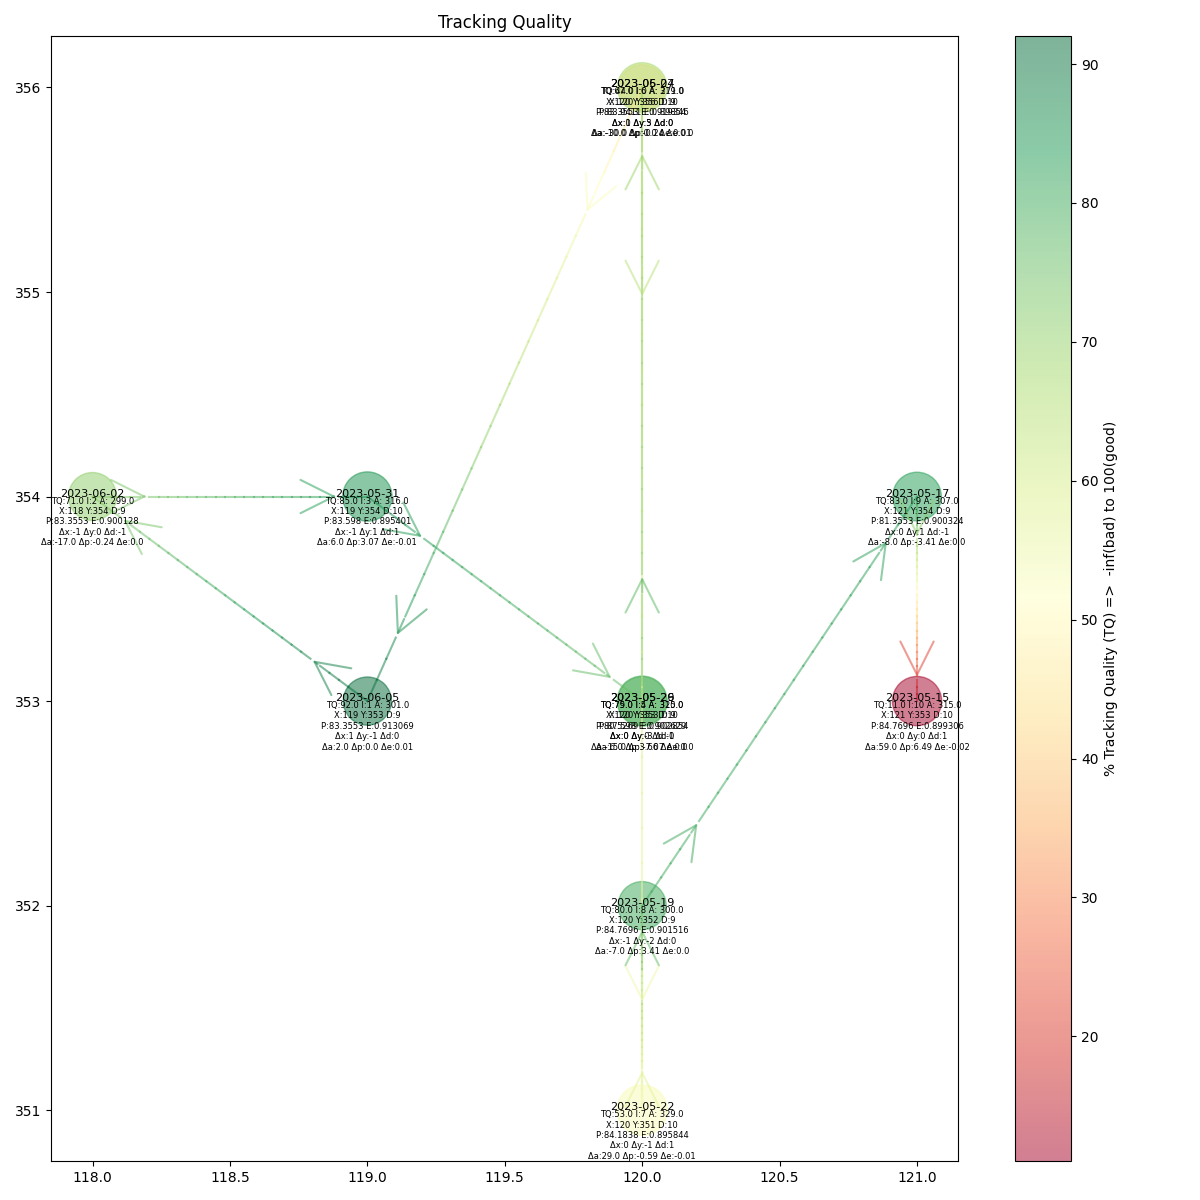 Tracking Quality
356
355
354
353
352
351
118.0
118.5
119.0
119.5
120.0
120.5
121.0
2023-06-02
TQ:71.0 I:2 A: 299.0
X:118 Y:354 D:9
P:83.3553 E:0.900128
Δx:-1 Δy:0 Δd:-1
Δa:-17.0 Δp:-0.24 Δe:0.0
2023-05-31
TQ:85.0 I:3 A: 316.0
X:119 Y:354 D:10
P:83.598 E:0.895401
Δx:-1 Δy:1 Δd:1
Δa:6.0 Δp:3.07 Δe:-0.01
2023-05-17
TQ:83.0 I:9 A: 307.0
X:121 Y:354 D:9
P:81.3553 E:0.900324
Δx:0 Δy:1 Δd:-1
Δa:-8.0 Δp:-3.41 Δe:0.0
2023-06-05
TQ:92.0 I:1 A: 301.0
X:119 Y:353 D:9
P:83.3553 E:0.913069
Δx:1 Δy:-1 Δd:0
Δa:2.0 Δp:0.0 Δe:0.01
2023-05-15
TQ:11.0 I:10 A: 315.0
X:121 Y:353 D:10
P:84.7696 E:0.899306
Δx:0 Δy:0 Δd:1
Δa:59.0 Δp:6.49 Δe:-0.02
2023-05-19
TQ:80.0 I:8 A: 300.0
X:120 Y:352 D:9
P:84.7696 E:0.901516
Δx:-1 Δy:-2 Δd:0
Δa:-7.0 Δp:3.41 Δe:0.0
2023-05-22
TQ:53.0 I:7 A: 329.0
X:120 Y:351 D:10
P:84.1838 E:0.895844
Δx:0 Δy:-1 Δd:1
Δa:29.0 Δp:-0.59 Δe:-0.01
90
80
70
60
50
40
30
20
% Tracking Quality (TQ) => -inf(bad) to 100(good)